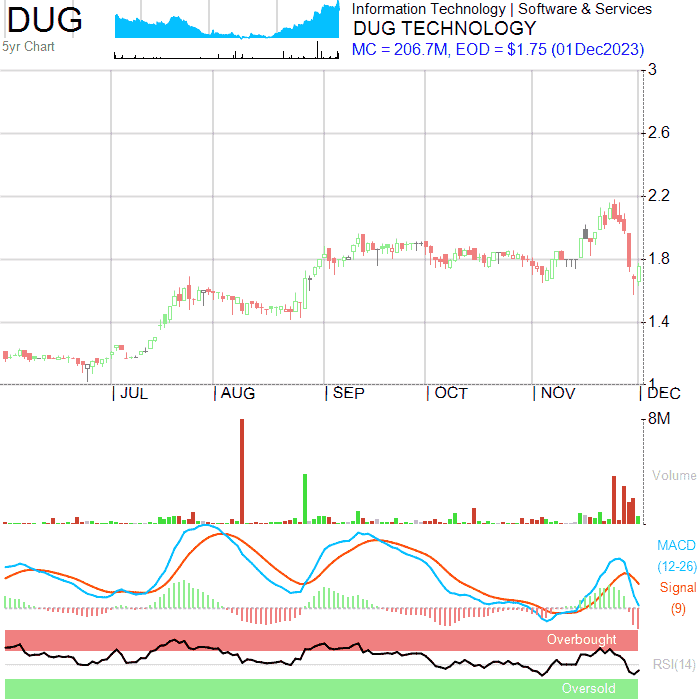 DUG
5yr Chart
Information Technology | Software & Services
DUG TECHNOLOGY
MC = 206.7M, EOD = $1.75 (01Dec2023)
3
2.6
2.2
1.8
1.4
1
| JUL
| AUG
| SEP
| OCT
| NOV
| DEC
8M
Volume
MACD
(12-26)
Signal
(9)
Overbought
RSI(14)
Oversold